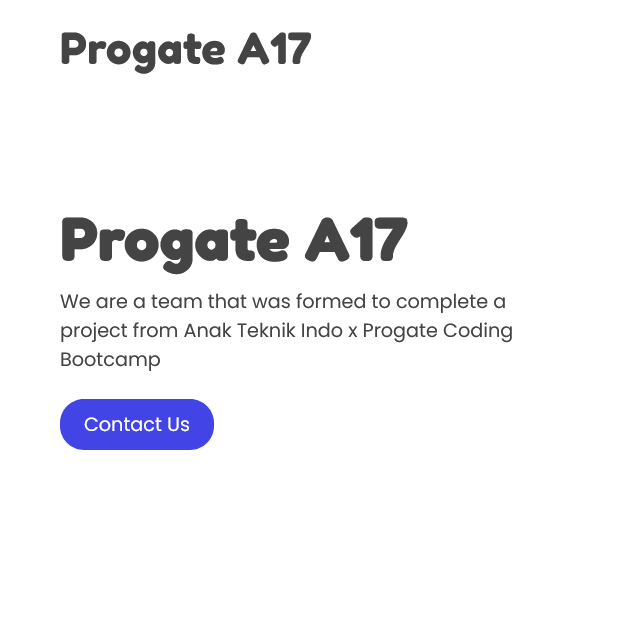 Progate A17
Progate A17
We are a team that was formed to complete a
project from Anak Teknik Indo x Progate Coding
Bootcamp
Contact Us